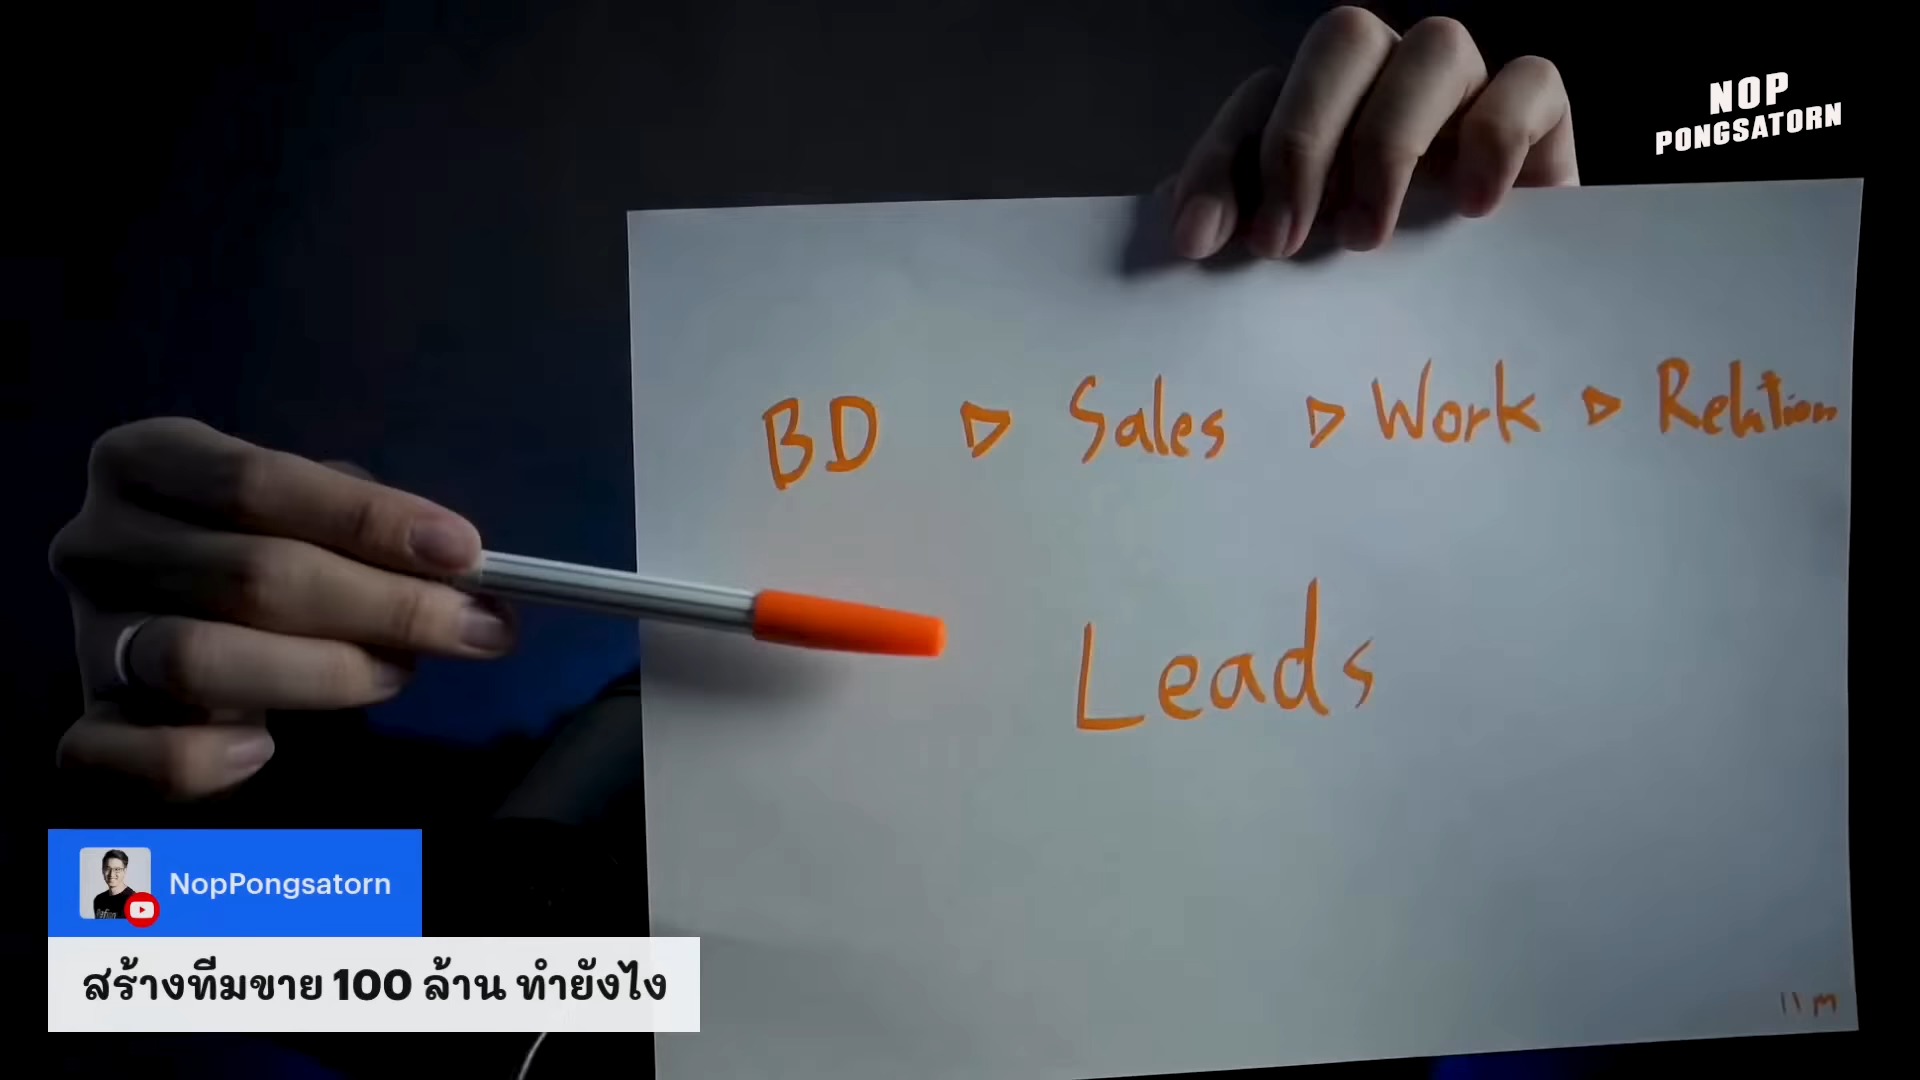 NOP
PONGSATORN
BD ▷ Sales ▷ Work ▷ Relation
Leads
NopPongsatorn
สร้างทีมขาย 100 ล้าน ทำยังไง